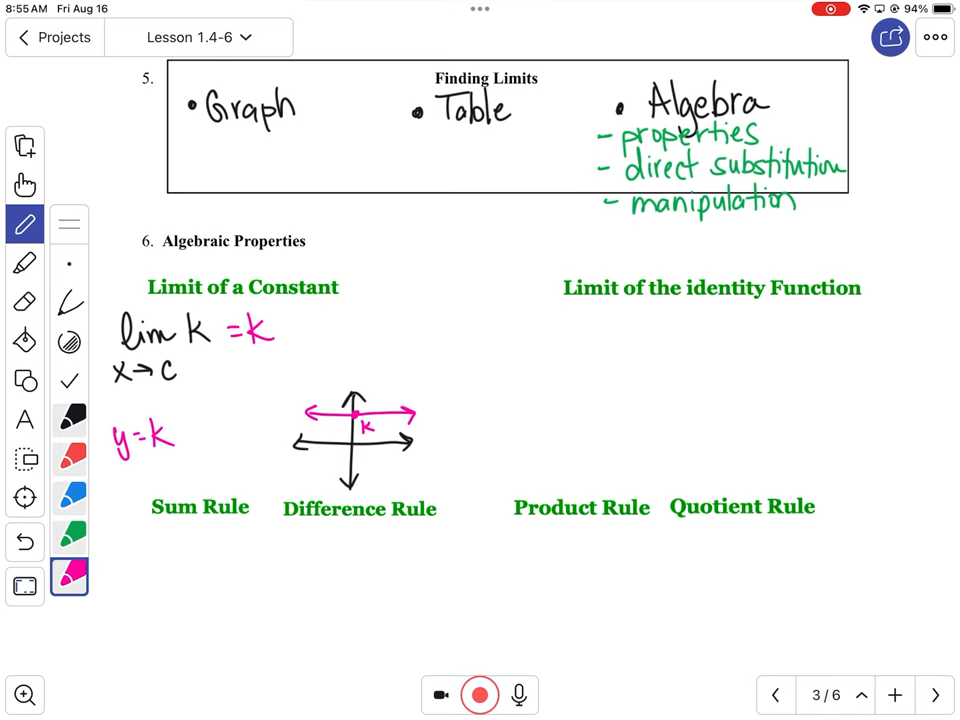 8:55 AM Fri Aug 16
94%
Projects
Lesson 1.4-6
5. Finding Limits
• Graph • Table • Algebra
- properties
- direct substitution
- manipulation
6. Algebraic Properties
Limit of a Constant Limit of the identity Function
lim k = k
x→c
y=k
k
Sum Rule Difference Rule Product Rule Quotient Rule
A
3 / 6